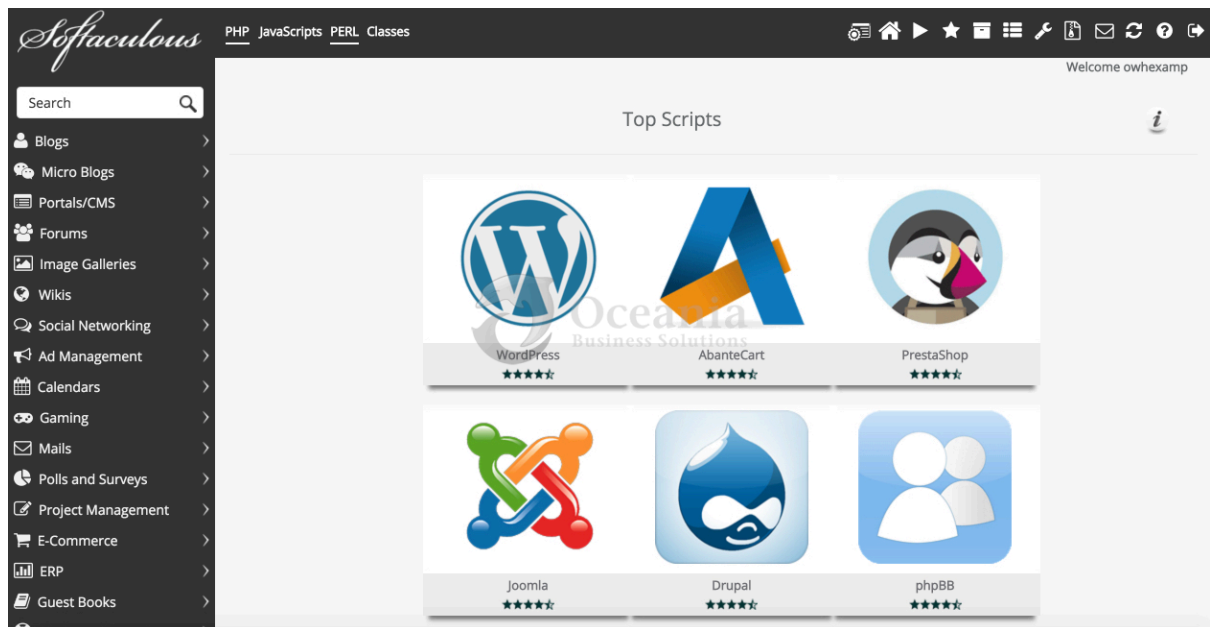 Softaculous
PHP JavaScripts PERL Classes
Welcome owhexamp
Search
Blogs
Micro Blogs
Portals/CMS
Forums
Image Galleries
Wikis
Social Networking
Ad Management
Calendars
Gaming
Mails
Polls and Surveys
Project Management
E-Commerce
ERP
Guest Books
Top Scripts
Oceania
Business Solutions
WordPress AbanteCart PrestaShop
Joomla Drupal phpBB